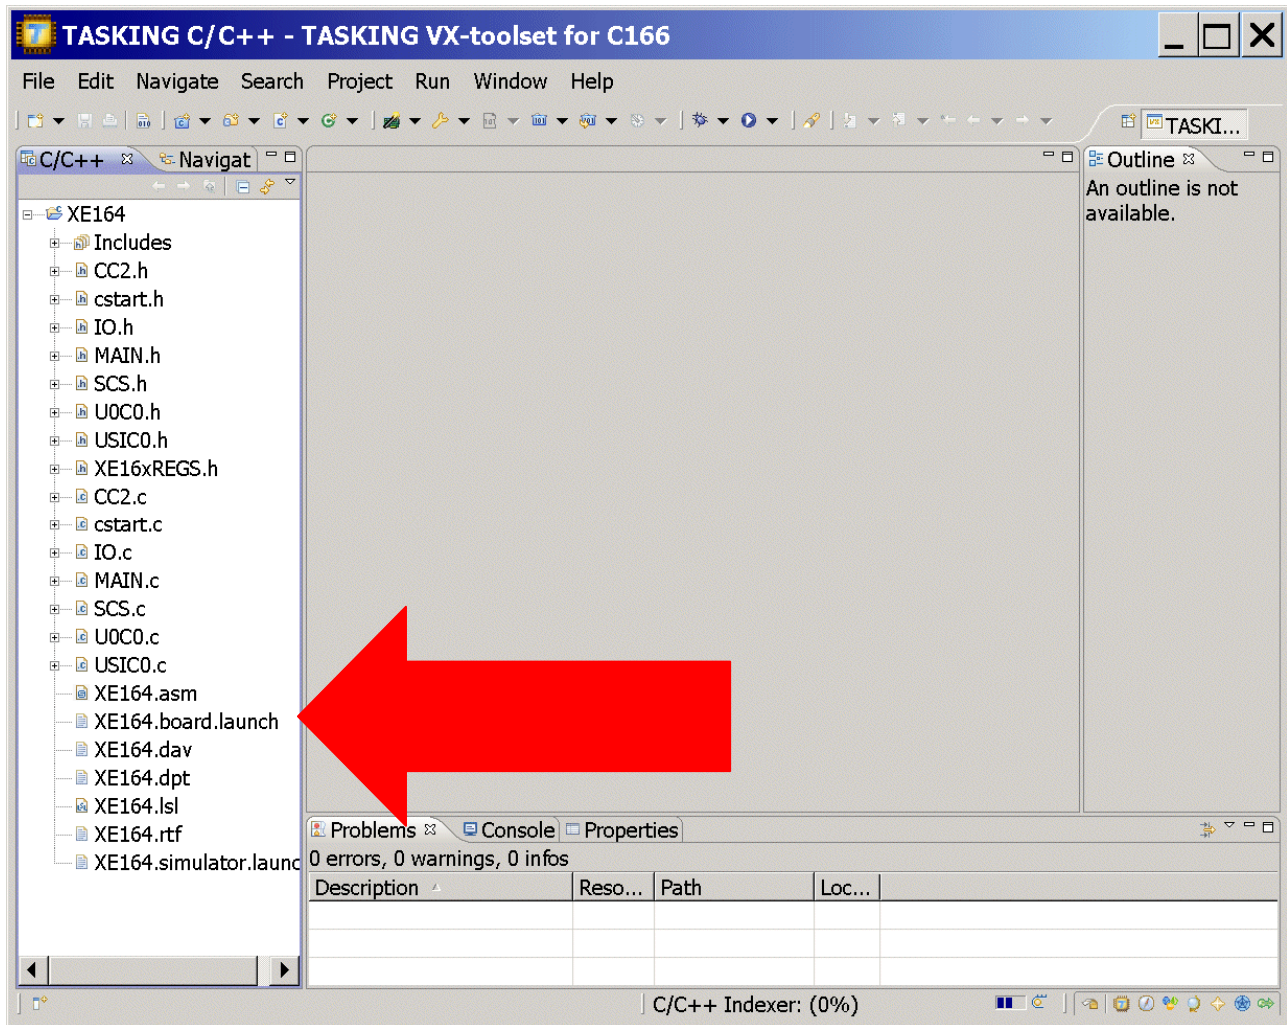 TASKING C/C++ - TASKING VX-toolset for C166
File Edit Navigate Search Project Run Window Help
TASKI...
C/C++ Navigat
Outline
An outline is not
available.
XE164
Includes
CC2.h
cstart.h
IO.h
MAIN.h
SCS.h
U0C0.h
USIC0.h
XE16xREGS.h
CC2.c
cstart.c
IO.c
MAIN.c
SCS.c
U0C0.c
USIC0.c
XE164.asm
XE164.board.launch
XE164.dav
XE164.dpt
XE164.lsl
XE164.rtf
XE164.simulator.launc
Problems Console Properties
0 errors, 0 warnings, 0 infos
Description Reso... Path Loc...
C/C++ Indexer: (0%)